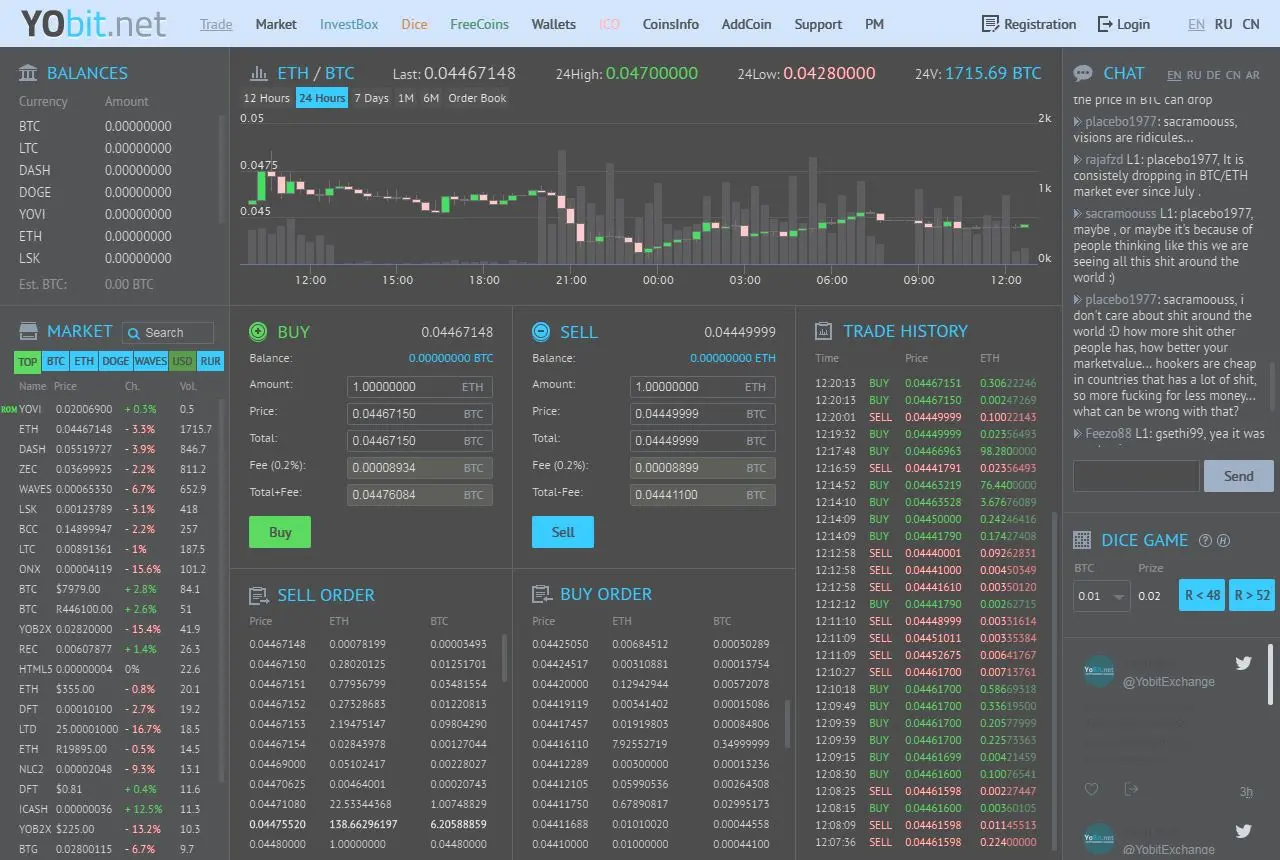 YObit.net
Trade Market InvestBox Dice FreeCoins Wallets ICO CoinsInfo AddCoin Support PM Registration Login EN RU CN
BALANCES
Currency Amount
BTC 0.00000000
LTC 0.00000000
DASH 0.00000000
DOGE 0.00000000
YOVI 0.00000000
ETH 0.00000000
LSK 0.00000000
Est. BTC: 0.00 BTC
ETH / BTC Last: 0.04467148 24High: 0.04700000 24Low: 0.04280000 24V: 1715.69 BTC
12 Hours 24 Hours 7 Days 1M 6M Order Book
0.05 2k
0.0475
1k
0.045
0k
12:00 15:00 18:00 21:00 00:00 03:00 06:00 09:00 12:00
CHAT EN RU DE CN AR
the price in BTC can drop
placebo1977: sacramoouss,
visions are ridicules...
rajafzd L1: placebo1977, It is
consistely dropping in BTC/ETH
market ever since July .
sacramoouss L1: placebo1977,
maybe , or maybe it's because of
people thinking like this we are
seeing all this shit around the
world :)
placebo1977: sacramoouss, i
don't care about shit around the
world :D how more shit other
people has, how better your
marketvalue... hookers are cheap
in countries that has a lot of shit,
so more fucking for less money...
what can be wrong with that?
Feezo88 L1: gsethi99, yea it was
Send
MARKET Search
TOP BTC ETH DOGE WAVES USD RUR
Name Price Ch. Vol.
ROM YOVI 0.02006900 + 0.3% 0.5
ETH 0.04467148 - 3.3% 1715.7
DASH 0.05519727 - 3.9% 846.7
ZEC 0.03699925 - 2.2% 811.2
WAVES 0.00065330 - 6.7% 652.9
LSK 0.00123789 - 3.1% 418
BCC 0.14899947 - 2.2% 257
LTC 0.00891361 - 1% 187.5
ONX 0.00004119 - 15.6% 101.2
BTC $7979.00 + 2.8% 84.1
BTC R446100.00 + 2.6% 51
YOB2X 0.02820000 - 15.4% 41.9
REC 0.00607877 + 1.4% 26.3
HTML5 0.00000004 0% 22.6
ETH $355.00 - 0.8% 20.1
DFT 0.00010100 - 2.7% 19.2
LTD 25.00001000 - 16.7% 18.5
ETH R19895.00 - 0.5% 14.5
NLC2 0.00002048 - 9.3% 13.1
DFT $0.81 + 0.4% 11.6
ICASH 0.00000036 + 12.5% 11.3
YOB2X $225.00 - 13.2% 10.3
BTG 0.02800115 - 6.7% 9.7
BUY 0.04467148
Balance: 0.00000000 BTC
Amount: 1.00000000 ETH
Price: 0.04467150 BTC
Total: 0.04467150 BTC
Fee (0.2%): 0.00008934 BTC
Total+Fee: 0.04476084 BTC
Buy
SELL 0.04449999
Balance: 0.00000000 ETH
Amount: 1.00000000 ETH
Price: 0.04449999 BTC
Total: 0.04449999 BTC
Fee (0.2%): 0.00008899 BTC
Total-Fee: 0.04441100 BTC
Sell
SELL ORDER
Price ETH BTC
0.04467148 0.00078199 0.00003493
0.04467150 0.28020125 0.01251701
0.04467151 0.77936799 0.03481554
0.04467152 0.27328683 0.01220813
0.04467153 2.19475147 0.09804290
0.04467154 0.02843978 0.00127044
0.04469000 0.05102417 0.00228027
0.04470625 0.00464001 0.00020743
0.04471080 22.53344368 1.00748829
0.04475520 138.66296197 6.20588859
0.04480000 1.00000000 0.04480000
BUY ORDER
Price ETH BTC
0.04425050 0.00684512 0.00030289
0.04424517 0.00310881 0.00013754
0.04420000 0.12942944 0.00572078
0.04419119 0.00341402 0.00015086
0.04417457 0.01919803 0.00084806
0.04416110 7.92552719 0.34999999
0.04412289 0.00300000 0.00013236
0.04412105 0.05990536 0.00264308
0.04411750 0.67890817 0.02995173
0.04411688 0.01010020 0.00044558
0.04410000 0.01000000 0.00044100
TRADE HISTORY
Time Price ETH
12:20:13 BUY 0.04467151 0.30622246
12:20:13 BUY 0.04467150 0.00247269
12:20:01 SELL 0.04449999 0.10022143
12:19:32 BUY 0.04449999 0.02356493
12:17:48 BUY 0.04466963 98.2800000
12:16:59 SELL 0.04441791 0.02356493
12:14:52 BUY 0.04463219 76.4400000
12:14:10 BUY 0.04463528 3.67676089
12:14:09 BUY 0.04450000 0.24246416
12:14:09 BUY 0.04441790 0.17427408
12:12:58 SELL 0.04440001 0.09262831
12:12:58 SELL 0.04441000 0.00450349
12:12:58 SELL 0.04441610 0.00350120
12:12:12 BUY 0.04441790 0.00262715
12:11:10 SELL 0.04448999 0.00331614
12:11:09 SELL 0.04451011 0.00335384
12:11:09 SELL 0.04452675 0.00641767
12:10:27 SELL 0.04461700 0.00713761
12:10:18 BUY 0.04461700 0.58669318
12:09:49 BUY 0.04461700 0.33619500
12:09:39 BUY 0.04461700 0.20577999
12:09:39 BUY 0.04461700 0.22573363
12:09:15 BUY 0.04461699 0.00421459
12:08:30 BUY 0.04461600 0.10076541
12:08:25 SELL 0.04461598 0.00227447
12:08:15 BUY 0.04461600 0.00360105
12:08:09 SELL 0.04461598 0.01145513
12:07:36 SELL 0.04461598 0.22400000
DICE GAME ? H
BTC Prize
0.01 0.02 R < 48 R > 52
YoBit.net
@YobitExchange
3h
YoBit.net
@YobitExchange